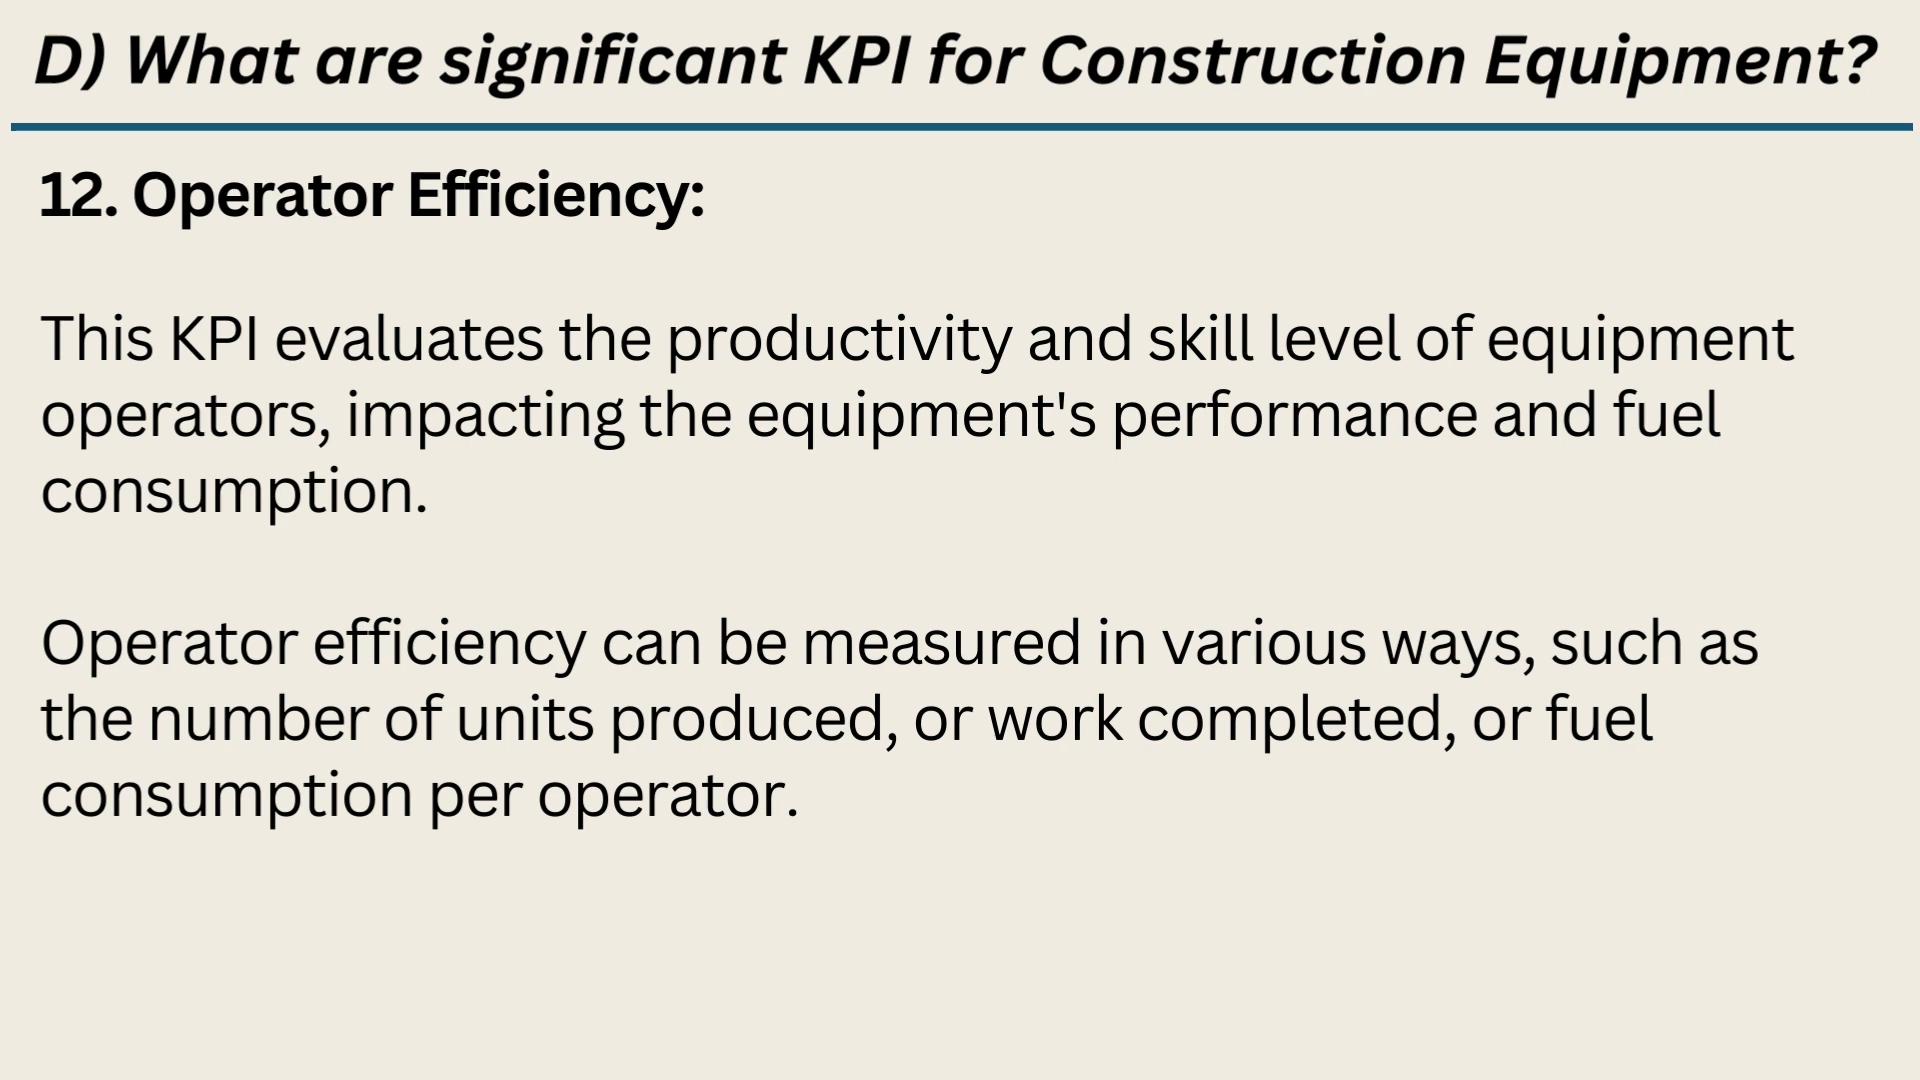 D) What are significant KPI for Construction Equipment?
12. Operator Efficiency:
This KPI evaluates the productivity and skill level of equipment
operators, impacting the equipment's performance and fuel
consumption.
Operator efficiency can be measured in various ways, such as
the number of units produced, or work completed, or fuel
consumption per operator.